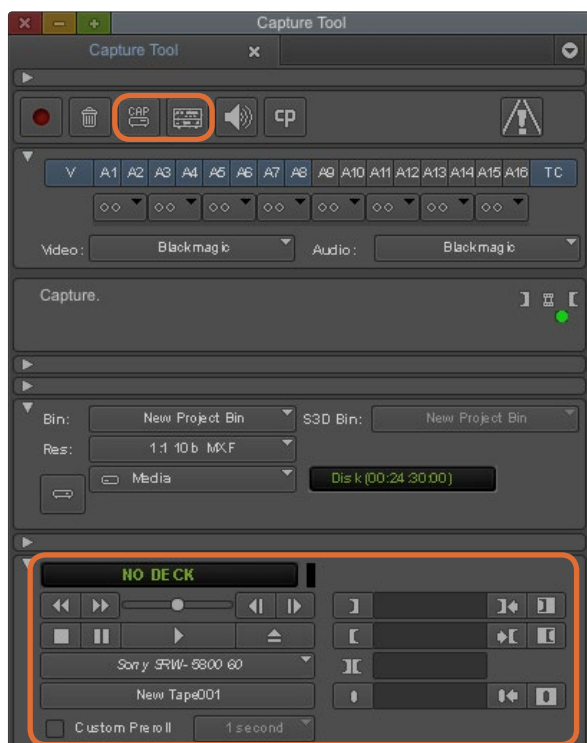 Capture Tool
Capture Tool
CAP
CP
V A1 A2 A3 A4 A5 A6 A7 A8 A9 A10 A11 A12 A13 A14 A15 A16 TC
Video: Blackmagic Audio: Blackmagic
Capture.
Bin: New Project Bin S3D Bin: New Project Bin
Res: 1:1 10b MXF
Media Disk (00:24:30:00)
NO DECK
Sony SRW-5800 60
New Tape001
Custom Preroll 1 second